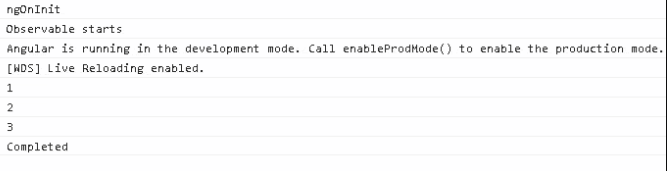 ngOnInit
Observable starts
Angular is running in the development mode. Call enableProdMode() to enable the production mode.
[WDS] Live Reloading enabled.
1
2
3
Completed